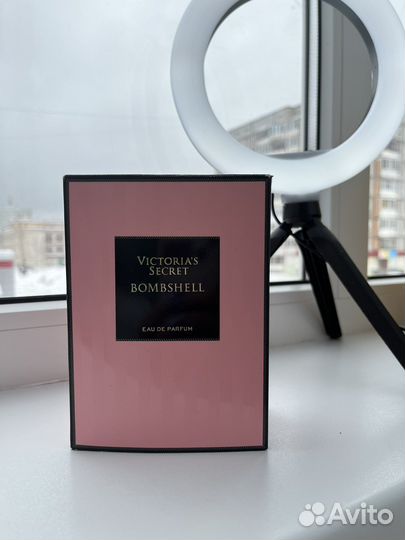 VICTORIA'S
SECRET
BOMBSHELL
EAU DE PARFUM
Avito